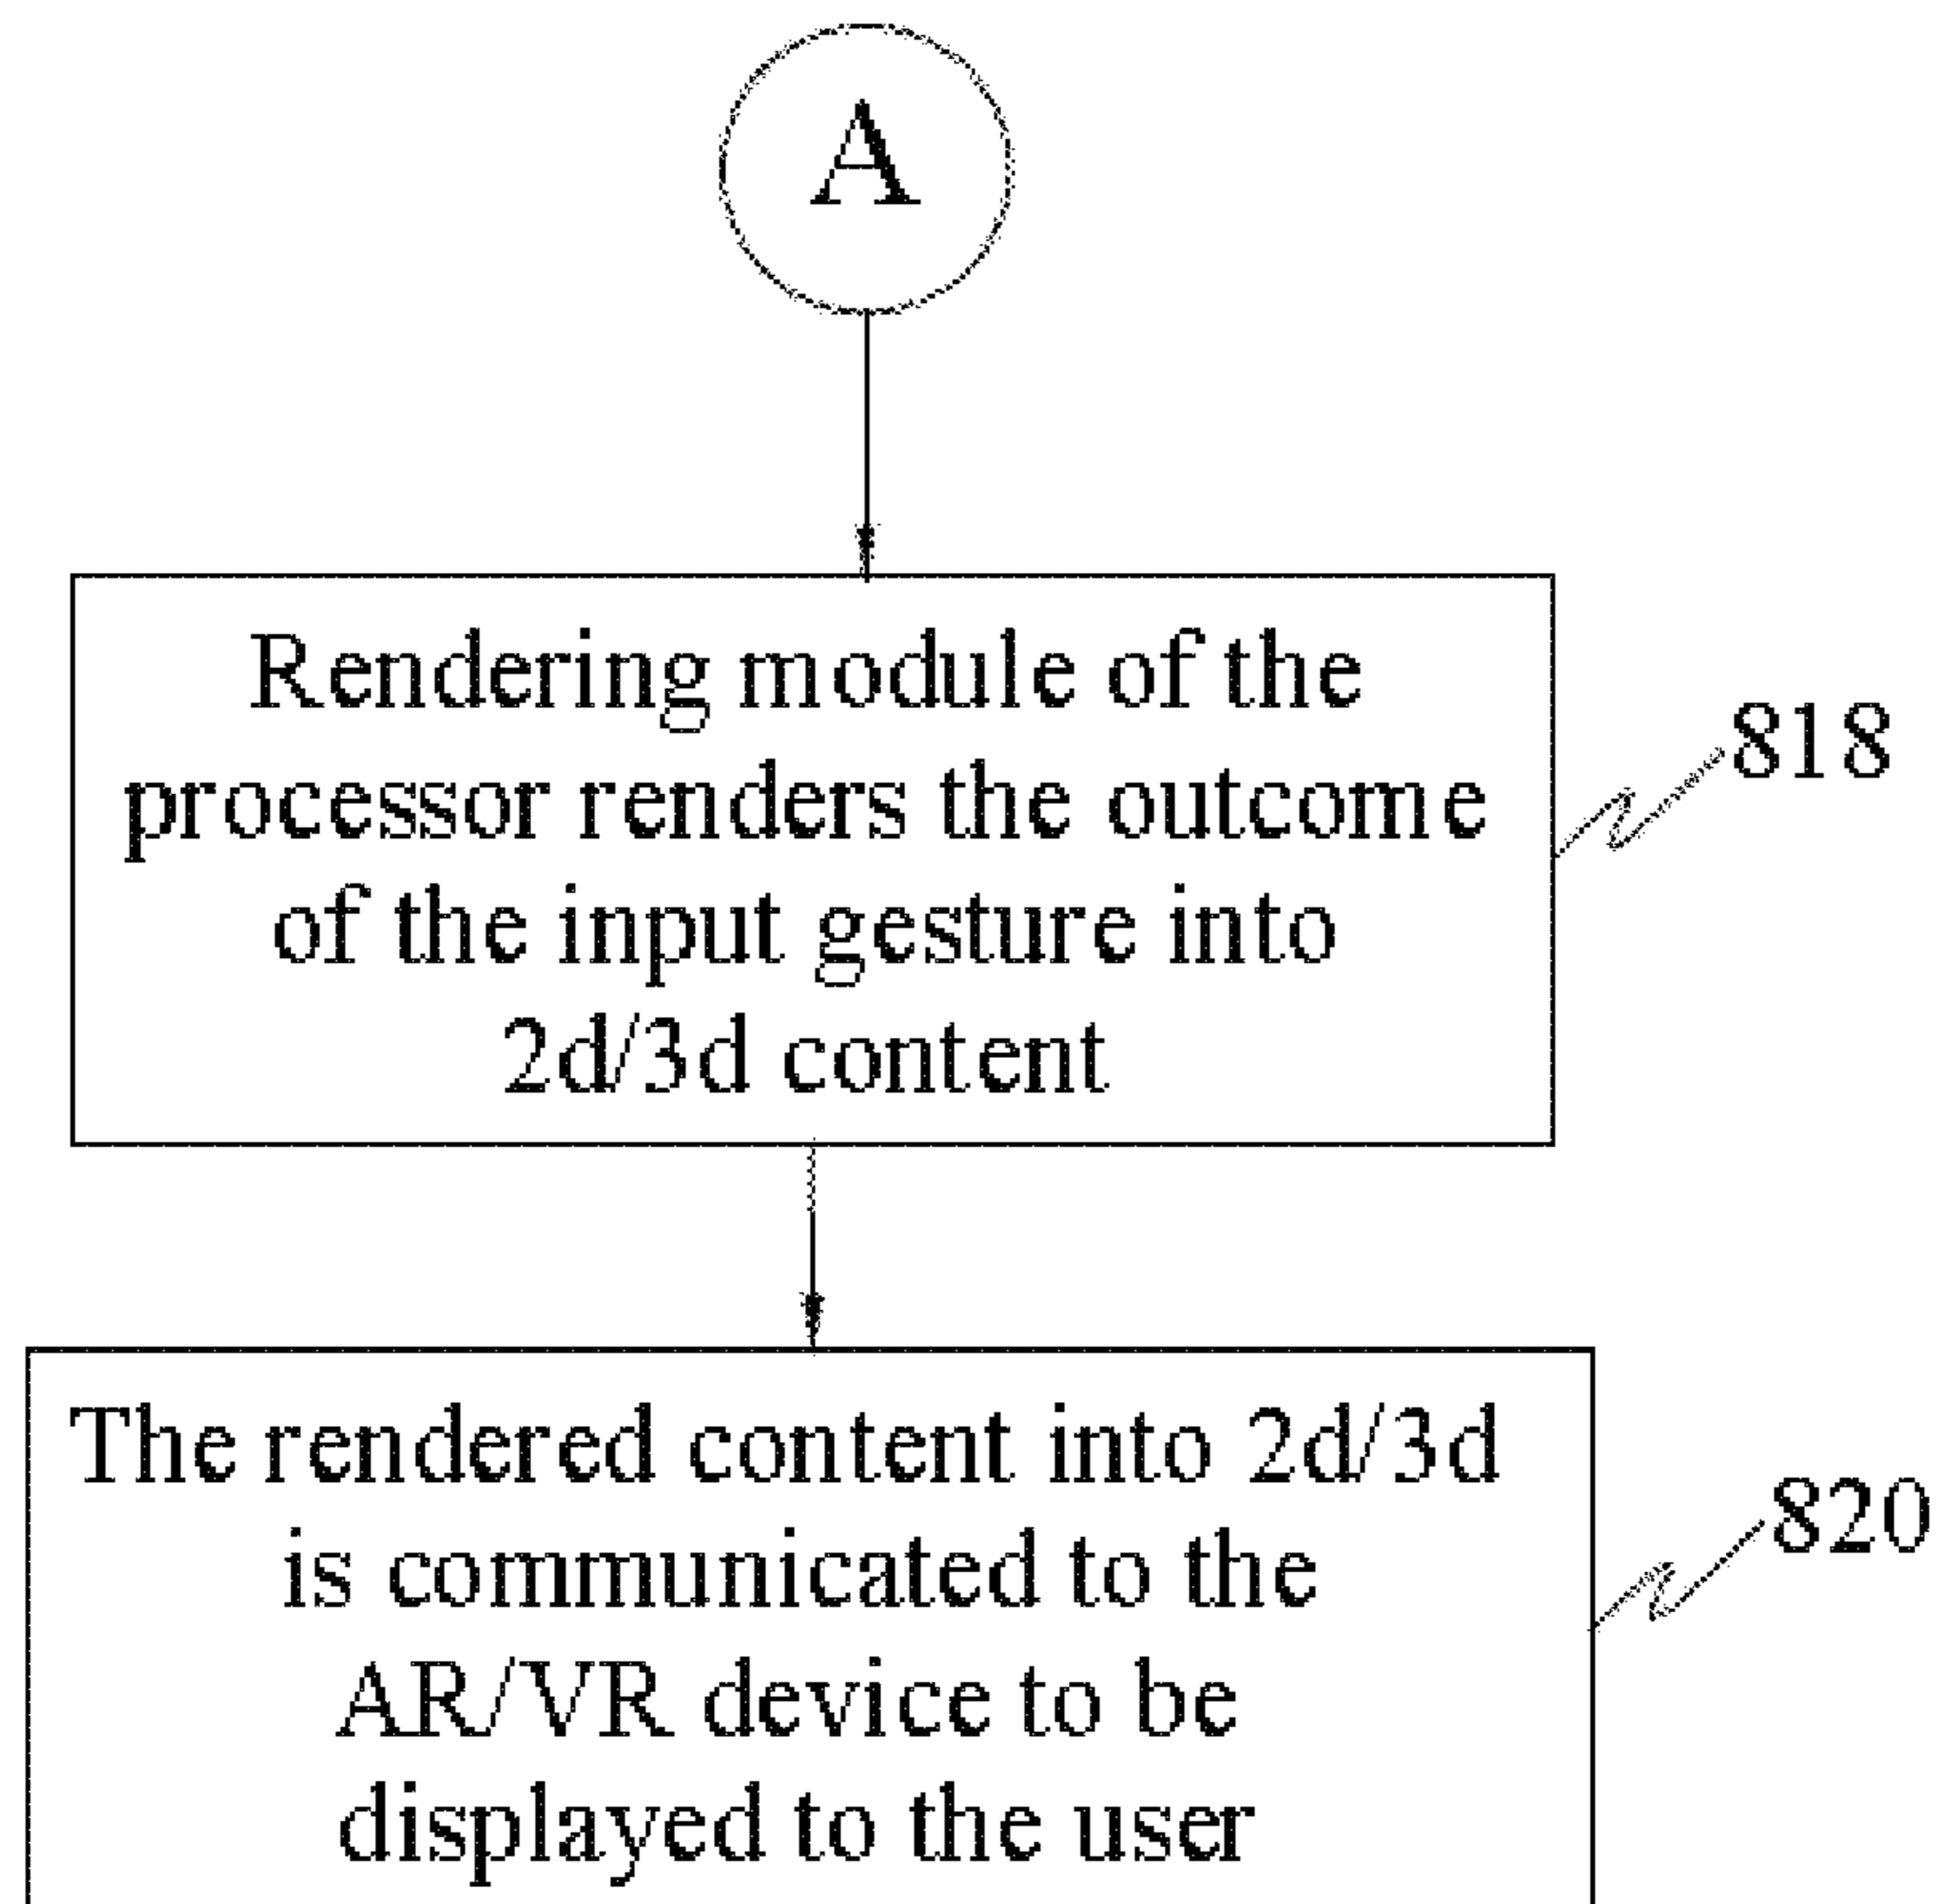 A
Rendering module of the
processor renders the outcome
of the input gesture into
2d/3d content
818
The rendered content into 2d/3d
is communicated to the
AR/VR device to be
displayed to the user
820